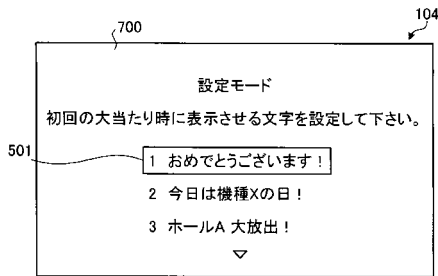 104
700
設定モード
初回の大当たり時に表示させる文字を設定して下さい。
501
1 おめでとうございます!
2 今日は機種Xの日!
3 ホールA 大放出!
▽